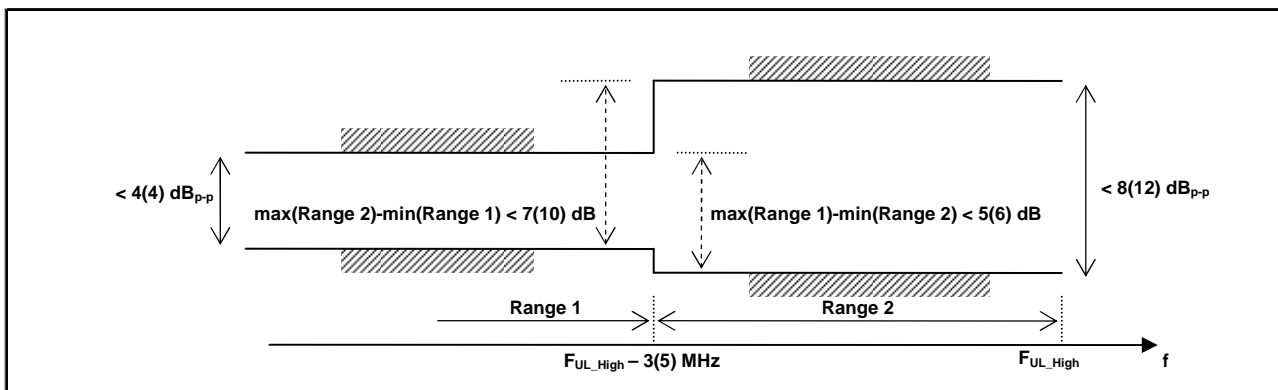 < 4(4) dBp-p
max(Range 2)-min(Range 1) < 7(10) dB
max(Range 1)-min(Range 2) < 5(6) dB
< 8(12) dBp-p
Range 1
Range 2
FUL_High – 3(5) MHz
FUL_High
f